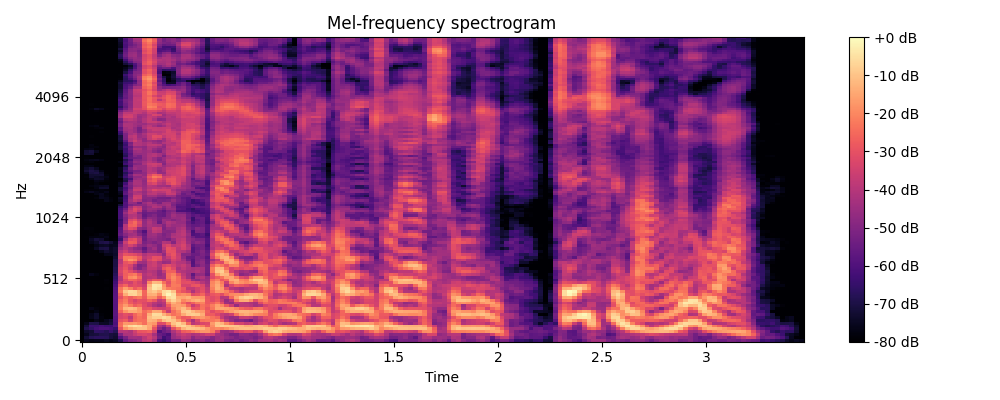 Mel-frequency spectrogram
+0 dB
-10 dB
-20 dB
-30 dB
-40 dB
-50 dB
-60 dB
-70 dB
-80 dB
4096
2048
1024
512
0
Hz
0 0.5 1 1.5 2 2.5 3
Time